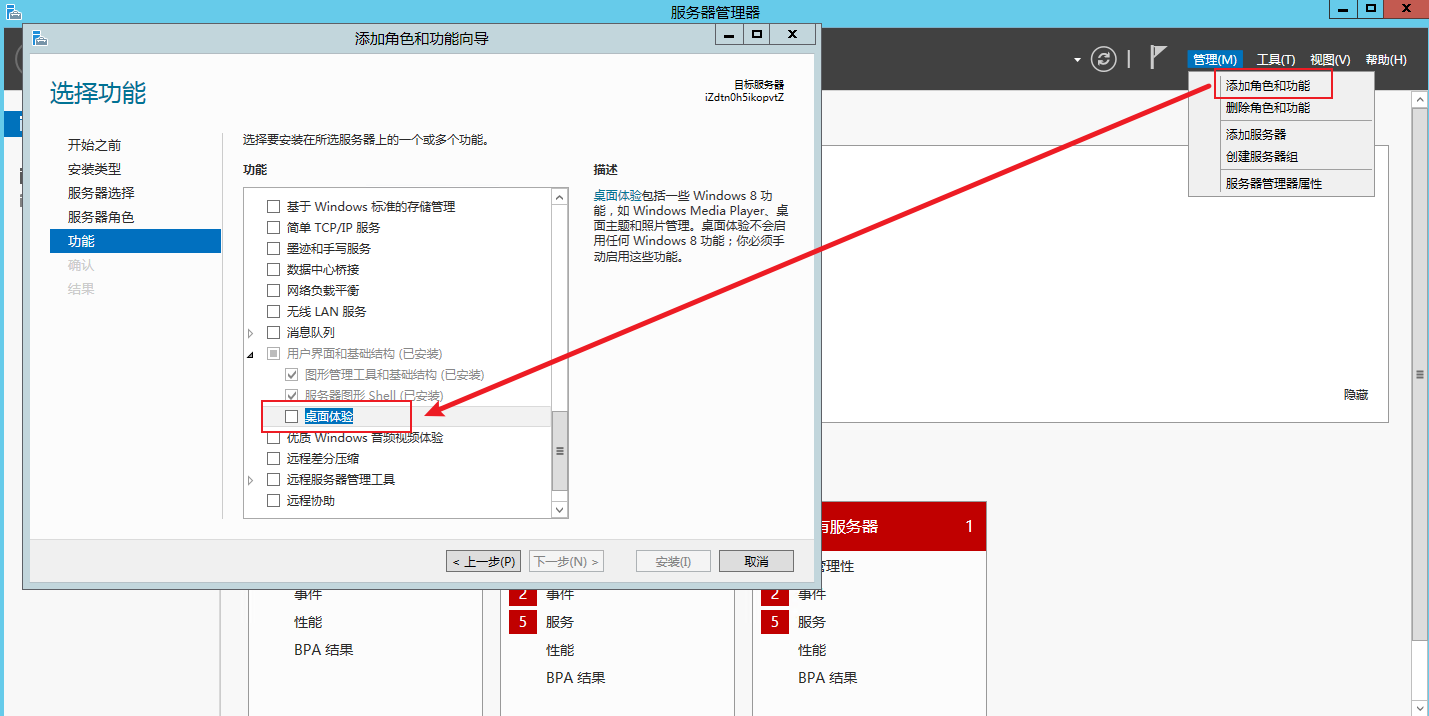 服务器管理器
添加角色和功能向导
管理(M) 工具(T) 视图(V) 帮助(H)
添加角色和功能
删除角色和功能
添加服务器
创建服务器组
服务器管理器属性
选择功能
目标服务器
iZdtn0h5ikopvtZ
开始之前
安装类型
服务器选择
服务器角色
功能
确认
结果
选择要安装在所选服务器上的一个或多个功能。
功能
基于 Windows 标准的存储管理
简单 TCP/IP 服务
墨迹和手写服务
数据中心桥接
网络负载平衡
无线 LAN 服务
消息队列
用户界面和基础结构 (已安装)
图形管理工具和基础结构 (已安装)
服务器图形 Shell (已安装)
桌面体验
优质 Windows 音频视频体验
远程差分压缩
远程服务器管理工具
远程协助
描述
桌面体验包括一些 Windows 8 功
能，如 Windows Media Player、桌
面主题和照片管理。桌面体验不会启
用任何 Windows 8 功能；你必须手
动启用这些功能。
< 上一步(P) 下一步(N) > 安装(I) 取消
隐藏
有服务器 1
管理性
事件
性能
BPA 结果
2 事件
5 服务
性能
BPA 结果
2 事件
5 服务
性能
BPA 结果